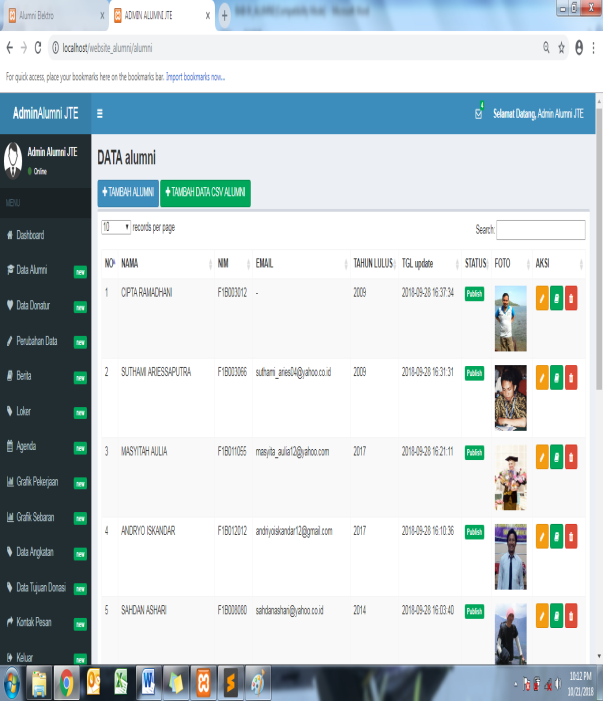 Alumni Elektro x ADMIN ALUMNI JTE x
localhost/website_alumni/alumni
For quick access, place your bookmarks here on the bookmarks bar. Import bookmarks now...
AdminAlumni JTE 4 Selamat Datang, Admin Alumni JTE
Admin Alumni JTE
Online
MENU
Dashboard
Data Alumni new
Data Donatur new
Perubahan Data new
Berita new
Loker new
Agenda new
Grafik Pekerjaan new
Grafik Sebaran new
Data Angkatan new
Data Tujuan Donasi new
Kontak Pesan new
Keluar new
DATA alumni
+ TAMBAH ALUMNI + TAMBAH DATA CSV ALUMNI
10 records per page Search:
NO NAMA NIM EMAIL TAHUN LULUS TGL update STATUS FOTO AKSI
1 CIPTA RAMADHANI F1B003012 - 2009 2018-09-28 16:37:34 Publish
2 SUTHAMI ARIESSAPUTRA F1B003066 suthami_aries04@yahoo.co.id 2009 2018-09-28 16:31:31 Publish
3 MASYITAH AULIA F1B011055 masyita_aulia12@yahoo.com 2017 2018-09-28 16:21:11 Publish
4 ANDRYO ISKANDAR F1B012012 andriyoiskandar12@gmail.com 2017 2018-09-28 16:10:36 Publish
5 SAHDAN ASHARI F1B008080 sahdanashari@yahoo.co.id 2014 2018-09-28 16:03:40 Publish
10:12 PM
10/21/2018